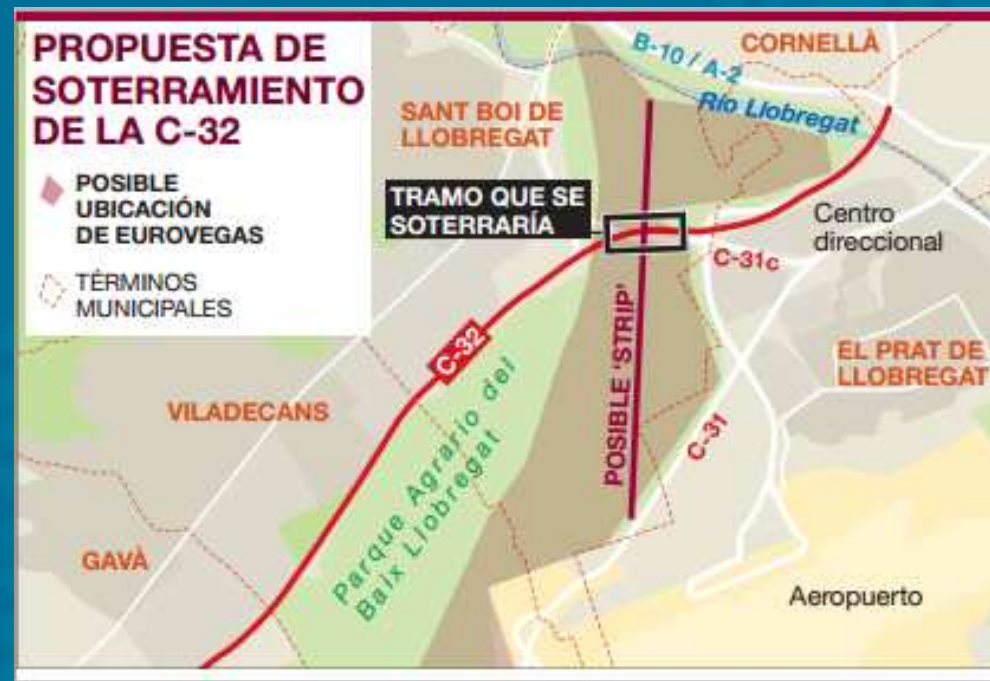 PROPUESTA DE
SOTERRAMIENTO
DE LA C-32
POSIBLE
UBICACIÓN
DE EUROVEGAS
TÉRMINOS
MUNICIPALES
B-10 / A-2
CORNELLÀ
Río Llobregat
SANT BOI DE
LLOBREGAT
TRAMO QUE SE
SOTERRARÍA
Centro
direccional
C-31c
C-32
POSIBLE 'STRIP'
EL PRAT DE
LLOBREGAT
VILADECANS
C-31
Parque Agrario del
Baix Llobregat
GAVÀ
Aeropuerto